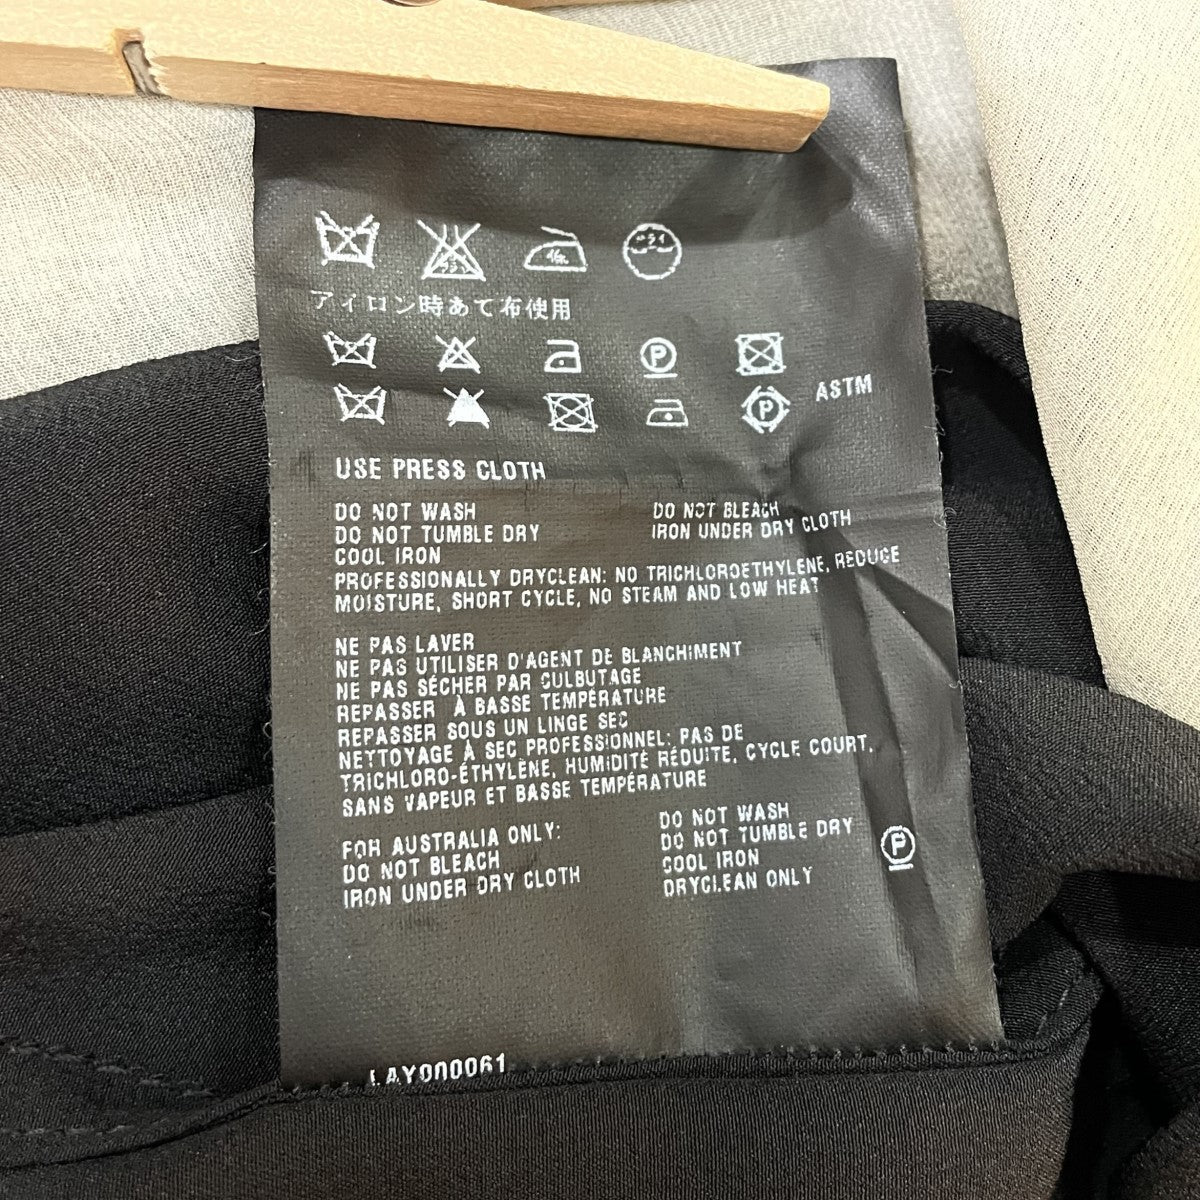 アイロン時あて布使用
P
P
ASTM
USE PRESS CLOTH
DO NOT WASH
DO NOT TUMBLE DRY
COOL IRON
DO NOT BLEACH
IRON UNDER DRY CLOTH
PROFESSIONALLY DRYCLEAN: NO TRICHLOROETHYLENE, REDUCE
MOISTURE, SHORT CYCLE, NO STEAM AND LOW HEAT
NE PAS LAVER
NE PAS UTILISER D'AGENT DE BLANCHIMENT
NE PAS SÉCHER PAR CULBUTAGE
REPASSER À BASSE TEMPÉRATURE
REPASSER SOUS UN LINGE SEC
NETTOYAGE À SEC PROFESSIONNEL: PAS DE
TRICHLORO-ÉTHYLÈNE, HUMIDITÉ RÉDUITE, CYCLE COURT,
SANS VAPEUR ET BASSE TEMPÉRATURE
FOR AUSTRALIA ONLY:
DO NOT BLEACH
IRON UNDER DRY CLOTH
DO NOT WASH
DO NOT TUMBLE DRY
COOL IRON
DRYCLEAN ONLY
P
LAY000061